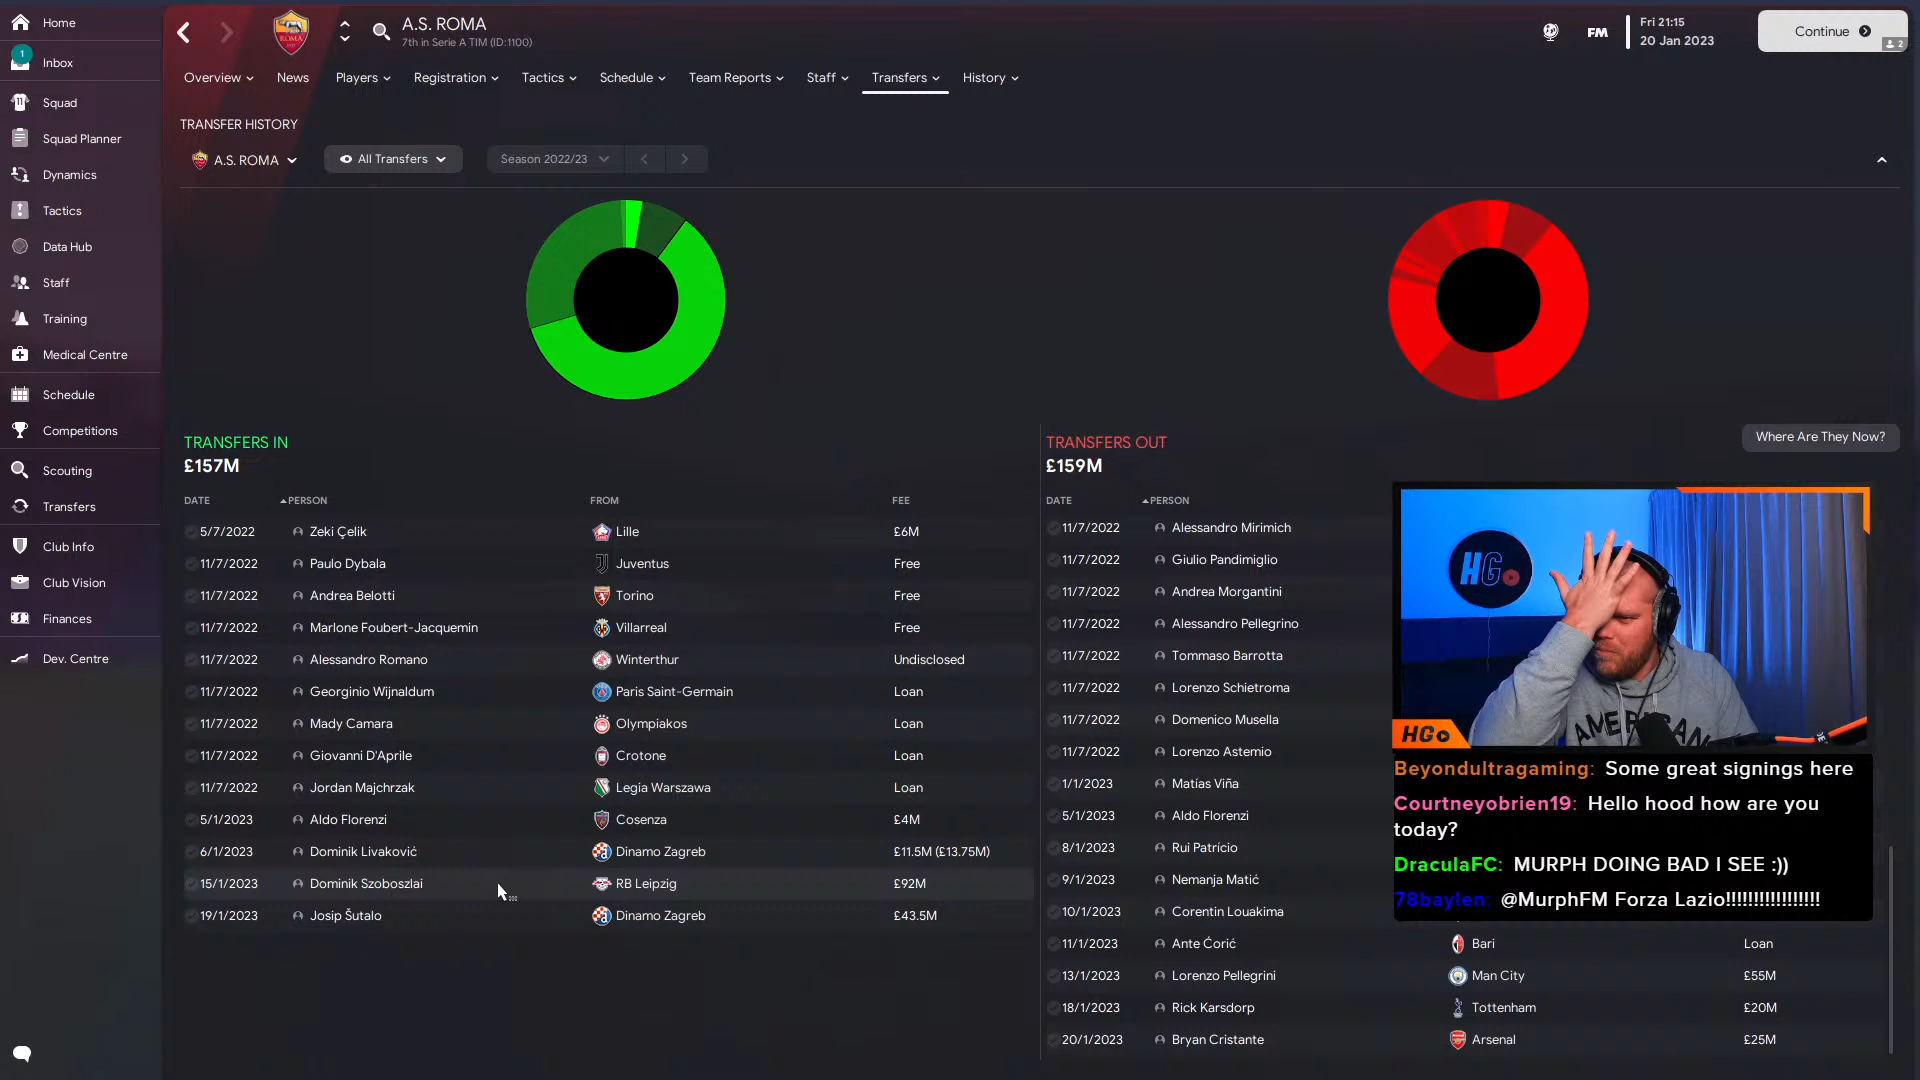 Home
A.S. ROMA
7th in Serie A TIM (ID:1100)
FM
Fri 21:15
20 Jan 2023
Continue
2
1
Inbox
Overview
News
Players
Registration
Tactics
Schedule
Team Reports
Staff
Transfers
History
Squad
Squad Planner
Dynamics
Tactics
Data Hub
Staff
Training
Medical Centre
Schedule
Competitions
Scouting
Transfers
Club Info
Club Vision
Finances
Dev. Centre
TRANSFER HISTORY
A.S. ROMA
All Transfers
Season 2022/23
TRANSFERS IN
£157M
DATE PERSON FROM FEE
5/7/2022 Zeki Çelik Lille £6M
11/7/2022 Paulo Dybala Juventus Free
11/7/2022 Andrea Belotti Torino Free
11/7/2022 Marlone Foubert-Jacquemin Villarreal Free
11/7/2022 Alessandro Romano Winterthur Undisclosed
11/7/2022 Georginio Wijnaldum Paris Saint-Germain Loan
11/7/2022 Mady Camara Olympiakos Loan
11/7/2022 Giovanni D'Aprile Crotone Loan
11/7/2022 Jordan Majchrzak Legia Warszawa Loan
5/1/2023 Aldo Florenzi Cosenza £4M
6/1/2023 Dominik Livaković Dinamo Zagreb £11.5M (£13.75M)
15/1/2023 Dominik Szoboszlai RB Leipzig £92M
19/1/2023 Josip Šutalo Dinamo Zagreb £43.5M
TRANSFERS OUT
£159M
Where Are They Now?
DATE PERSON
11/7/2022 Alessandro Mirimich
11/7/2022 Giulio Pandimiglio
11/7/2022 Andrea Morgantini
11/7/2022 Alessandro Pellegrino
11/7/2022 Tommaso Barrotta
11/7/2022 Lorenzo Schietroma
11/7/2022 Domenico Musella
11/7/2022 Lorenzo Astemio
1/1/2023 Matías Viña
5/1/2023 Aldo Florenzi
8/1/2023 Rui Patrício
9/1/2023 Nemanja Matić
10/1/2023 Corentin Louakima
11/1/2023 Ante Ćorić Bari Loan
13/1/2023 Lorenzo Pellegrini Man City £55M
18/1/2023 Rick Karsdorp Tottenham £20M
20/1/2023 Bryan Cristante Arsenal £25M
HG
AMERICAN
HG
Beyondultragaming: Some great signings here
Courtneyobrien19: Hello hood how are you
today?
DraculaFC: MURPH DOING BAD I SEE :))
78baylen: @MurphFM Forza Lazio!!!!!!!!!!!!!!!!!